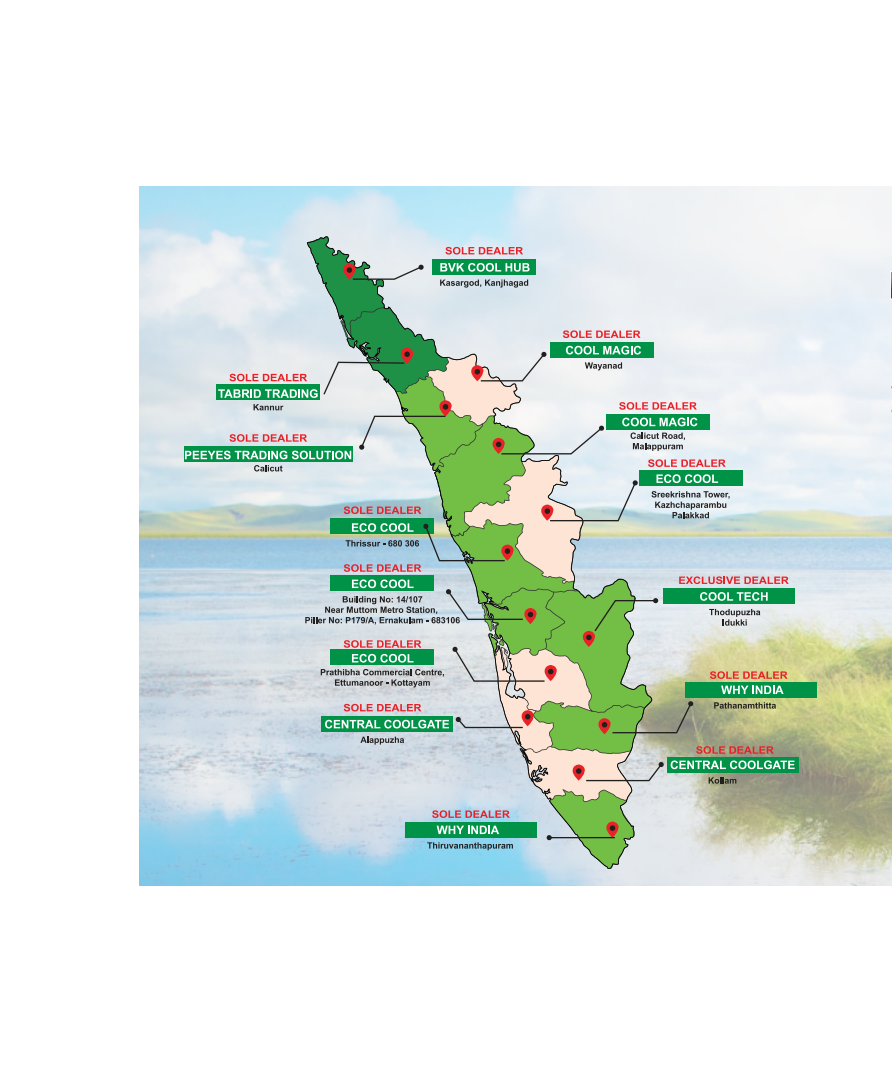 SOLE DEALER
BVK COOL HUB
Kasargod, Kanjhagad
SOLE DEALER
COOL MAGIC
Wayanad
SOLE DEALER
TABRID TRADING
Kannur
SOLE DEALER
COOL MAGIC
Calicut Road,
Malappuram
SOLE DEALER
PEEYES TRADING SOLUTION
Calicut
SOLE DEALER
ECO COOL
Sreekrishna Tower,
Kazhchaparambu
Palakkad
SOLE DEALER
ECO COOL
Thrissur - 680 306
SOLE DEALER
ECO COOL
Building No: 14/107
Near Muttom Metro Station,
Piller No: P179/A, Ernakulam - 683106
EXCLUSIVE DEALER
COOL TECH
Thodupuzha
Idukki
SOLE DEALER
ECO COOL
Prathibha Commercial Centre,
Ettumanoor - Kottayam
SOLE DEALER
WHY INDIA
Pathanamthitta
SOLE DEALER
CENTRAL COOLGATE
Alappuzha
SOLE DEALER
CENTRAL COOLGATE
Kollam
SOLE DEALER
WHY INDIA
Thiruvananthapuram